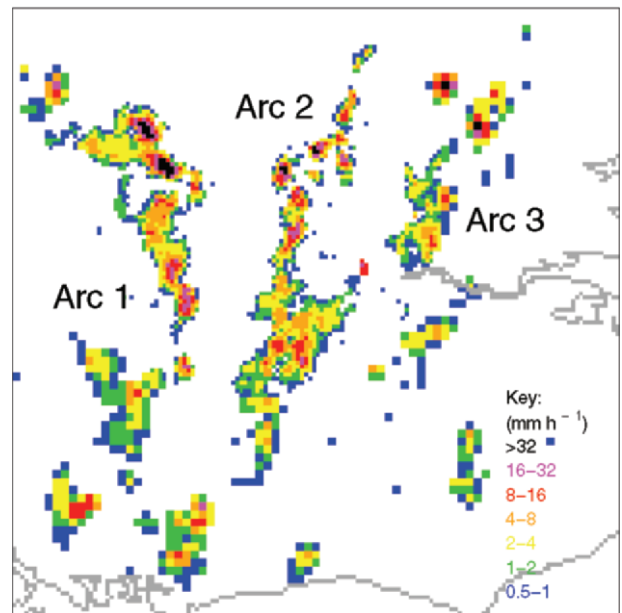 Arc 2
Arc 3
Arc 1
Key:
(mm h⁻¹)
>32
16–32
8–16
4–8
2–4
1–2
0.5–1